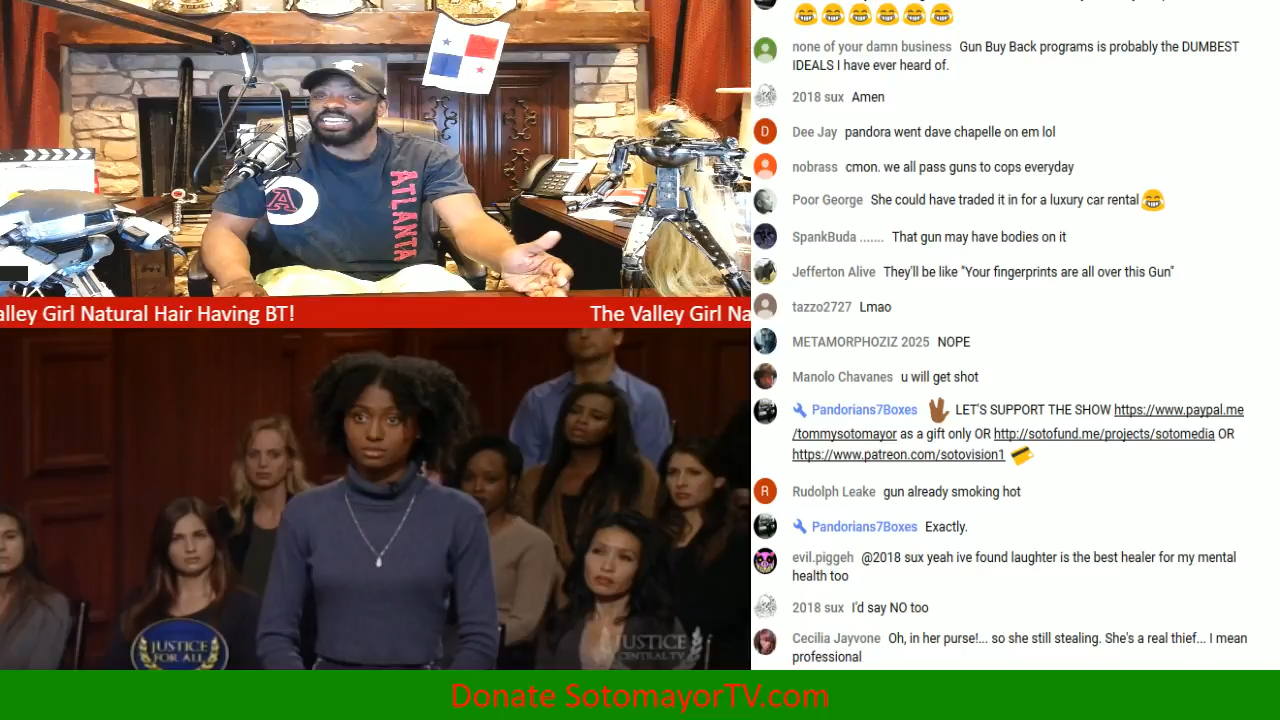 ATLANTA
A
alley Girl Natural Hair Having BT!
The Valley Girl Na
JUSTICE
FOR ALL
JUSTICE
CENTRAL.TV
none of your damn business Gun Buy Back programs is probably the DUMBEST
IDEALS I have ever heard of.
2018 sux Amen
D
Dee Jay pandora went dave chapelle on em lol
nobrass cmon. we all pass guns to cops everyday
Poor George She could have traded it in for a luxury car rental 😂
SpankBuda ....... That gun may have bodies on it
Jefferton Alive They'll be like "Your fingerprints are all over this Gun"
tazzo2727 Lmao
METAMORPHOZIZ 2025 NOPE
Manolo Chavanes u will get shot
Pandorians7Boxes 🖖🏾 LET'S SUPPORT THE SHOW https://www.paypal.me
/tommysotomayor as a gift only OR http://sotofund.me/projects/sotomedia OR
https://www.patreon.com/sotovision1 💳
R
Rudolph Leake gun already smoking hot
Pandorians7Boxes Exactly.
evil.piggeh @2018 sux yeah ive found laughter is the best healer for my mental
health too
2018 sux I'd say NO too
Cecilia Jayvone Oh, in her purse!... so she still stealing. She's a real thief... I mean
professional
Donate SotomayorTV.com